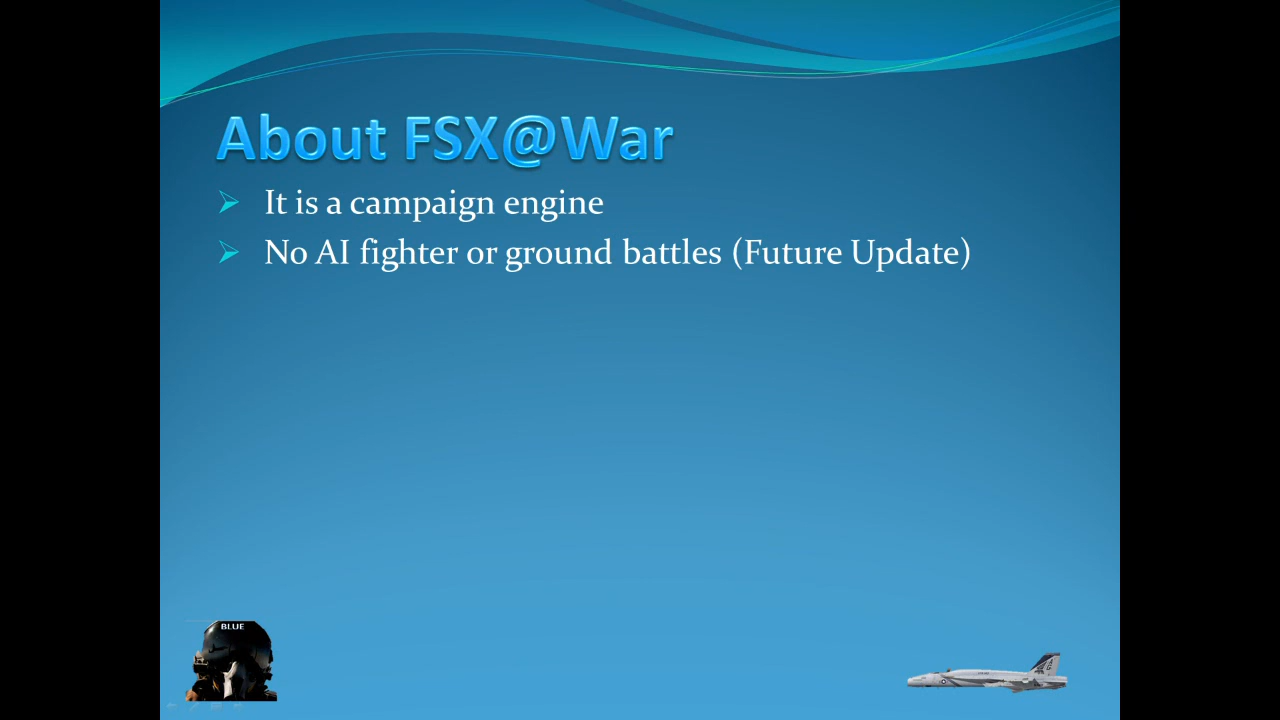 About FSX@War
It is a campaign engine
No AI fighter or ground battles (Future Update)
BLUE